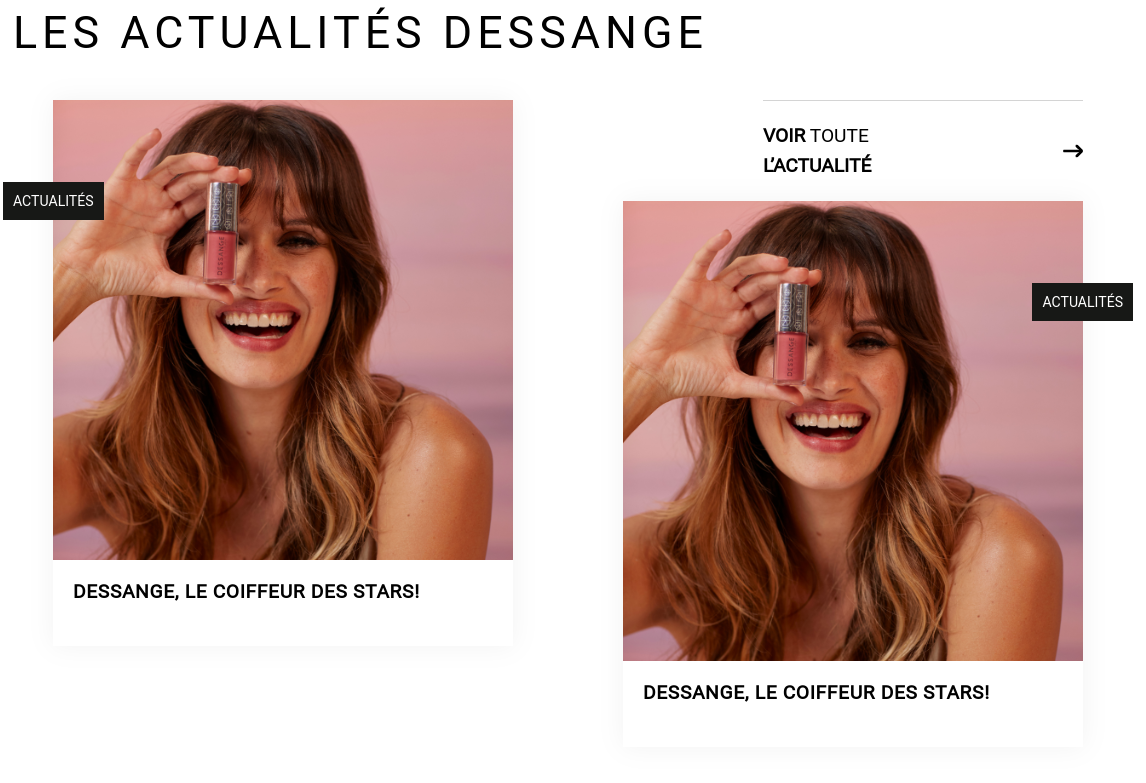 LES ACTUALITÉS DESSANGE
ACTUALITÉS
DESSANGE
DESSANGE, LE COIFFEUR DES STARS!
VOIR TOUTE
L'ACTUALITÉ
ACTUALITÉS
DESSANGE
DESSANGE, LE COIFFEUR DES STARS!